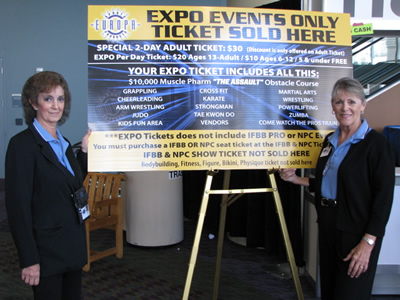 EUROPA
EXPO EVENTS ONLY
TICKET SOLD HERE
SPECIAL 2-DAY ADULT TICKET: $30 (Discount is only offered on Adult Ticket)
EXPO Per Day Ticket: $20 Ages 13-Adult / $10 Ages 6-12 / 5 & under FREE
YOUR EXPO TICKET INCLUDES ALL THIS:
$10,000 Muscle Pharm "THE ASSAULT" Obstacle Course
GRAPPLING CROSS FIT MARTIAL ARTS
CHEERLEADING KARATE WRESTLING
ARM WRESTLING STRONGMAN POWERLIFTING
JUDO TAE KWON DO ZUMBA
KIDS FUN AREA VENDORS COME WATCH THE PROS TRAIN
***EXPO Tickets does not include IFBB PRO or NPC
You must purchase a IFBB OR NPC seat ticket at the IFBB & NPC
IFBB & NPC SHOW TICKET NOT SOLD HERE
Bodybuilding, Fitness, Figure, Bikini, Physique ticket not sold here
CASH
TRA